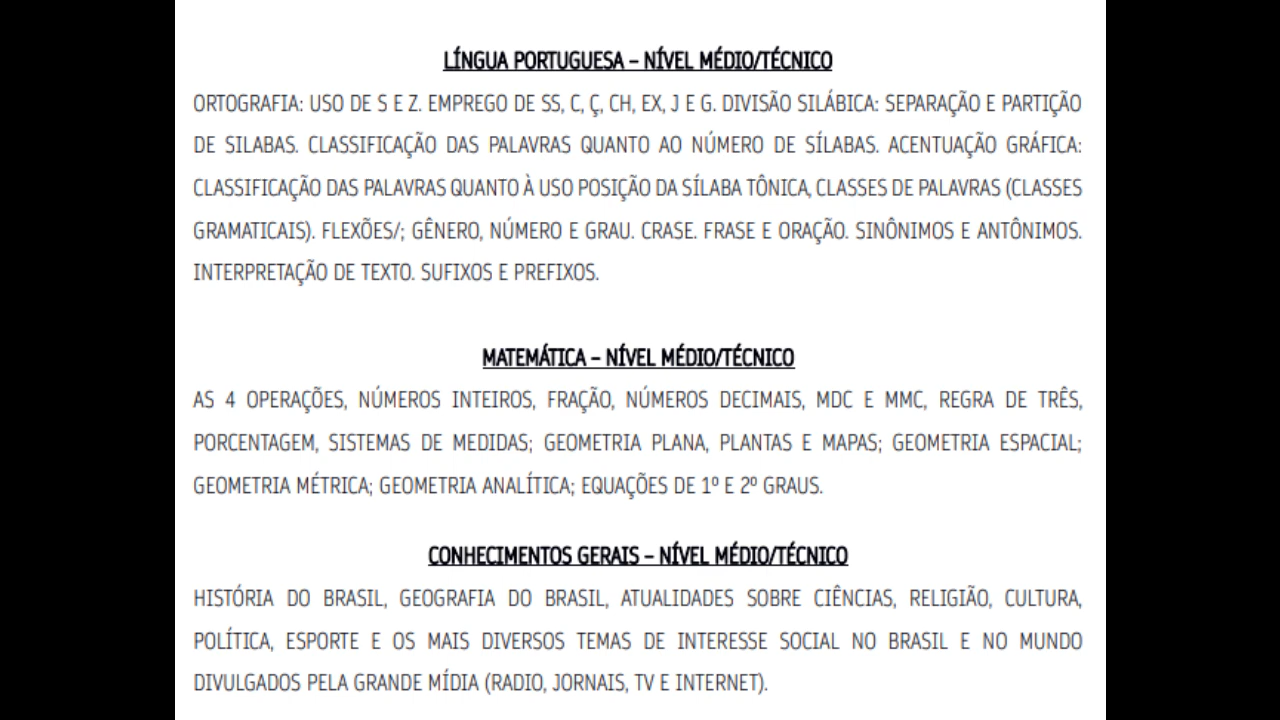 LÍNGUA PORTUGUESA – NÍVEL MÉDIO/TÉCNICO
ORTOGRAFIA: USO DE S E Z. EMPREGO DE SS, C, Ç, CH, EX, J E G. DIVISÃO SILÁBICA: SEPARAÇÃO E PARTIÇÃO
DE SILABAS. CLASSIFICAÇÃO DAS PALAVRAS QUANTO AO NÚMERO DE SÍLABAS. ACENTUAÇÃO GRÁFICA:
CLASSIFICAÇÃO DAS PALAVRAS QUANTO À USO POSIÇÃO DA SÍLABA TÔNICA, CLASSES DE PALAVRAS (CLASSES
GRAMATICAIS). FLEXÕES/; GÊNERO, NÚMERO E GRAU. CRASE. FRASE E ORAÇÃO. SINÔNIMOS E ANTÔNIMOS.
INTERPRETAÇÃO DE TEXTO. SUFIXOS E PREFIXOS.
MATEMÁTICA – NÍVEL MÉDIO/TÉCNICO
AS 4 OPERAÇÕES, NÚMEROS INTEIROS, FRAÇÃO, NÚMEROS DECIMAIS, MDC E MMC, REGRA DE TRÊS,
PORCENTAGEM, SISTEMAS DE MEDIDAS; GEOMETRIA PLANA, PLANTAS E MAPAS; GEOMETRIA ESPACIAL;
GEOMETRIA MÉTRICA; GEOMETRIA ANALÍTICA; EQUAÇÕES DE 1º E 2º GRAUS.
CONHECIMENTOS GERAIS – NÍVEL MÉDIO/TÉCNICO
HISTÓRIA DO BRASIL, GEOGRAFIA DO BRASIL, ATUALIDADES SOBRE CIÊNCIAS, RELIGIÃO, CULTURA,
POLÍTICA, ESPORTE E OS MAIS DIVERSOS TEMAS DE INTERESSE SOCIAL NO BRASIL E NO MUNDO
DIVULGADOS PELA GRANDE MÍDIA (RADIO, JORNAIS, TV E INTERNET).